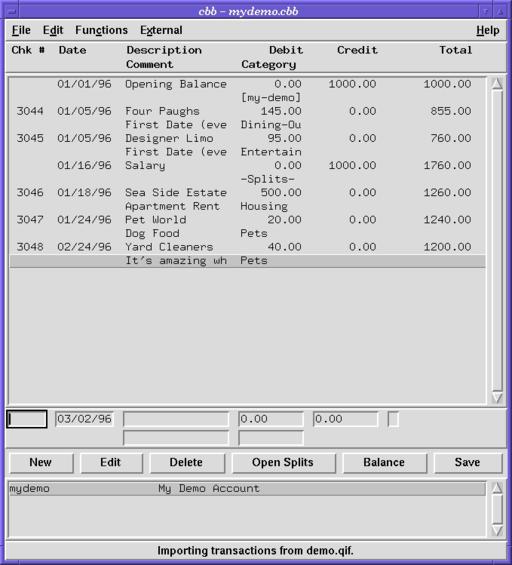 cbb – mydemo.cbb
File Edit Functions External Help
Chk # Date Description Debit Credit Total
Comment Category
01/01/96 Opening Balance 0.00 1000.00 1000.00
[my-demo]
3044 01/05/96 Four Paughs 145.00 0.00 855.00
First Date (eve Dining-Ou
3045 01/05/96 Designer Limo 95.00 0.00 760.00
First Date (eve Entertain
01/16/96 Salary 0.00 1000.00 1760.00
-Splits-
3046 01/18/96 Sea Side Estate 500.00 0.00 1260.00
Apartment Rent Housing
3047 01/24/96 Pet World 20.00 0.00 1240.00
Dog Food Pets
3048 02/24/96 Yard Cleaners 40.00 0.00 1200.00
It's amazing wh Pets
03/02/96 0.00 0.00
New Edit Delete Open Splits Balance Save
mydemo My Demo Account
Importing transactions from demo.qif.